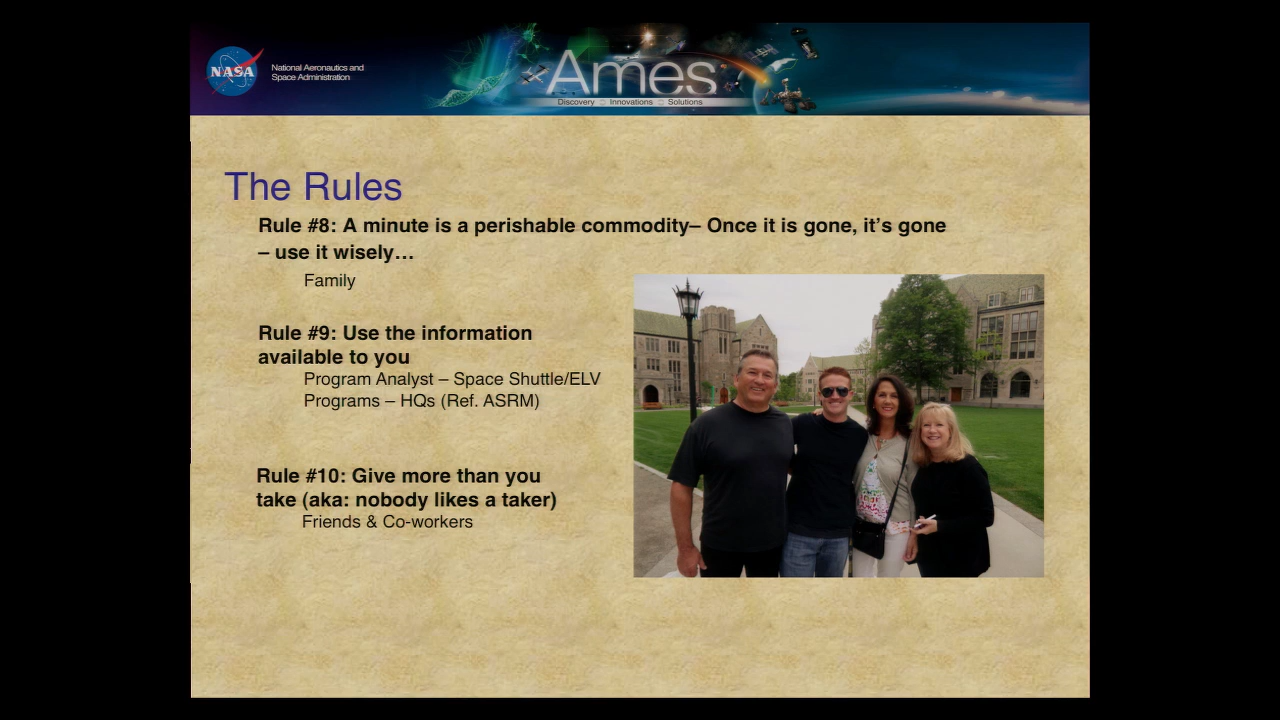 NASA
National Aeronautics and
Space Administration
Ames
Discovery :: Innovations :: Solutions
The Rules
Rule #8: A minute is a perishable commodity– Once it is gone, it’s gone
– use it wisely…
Family
Rule #9: Use the information
available to you
Program Analyst – Space Shuttle/ELV
Programs – HQs (Ref. ASRM)
Rule #10: Give more than you
take (aka: nobody likes a taker)
Friends & Co-workers